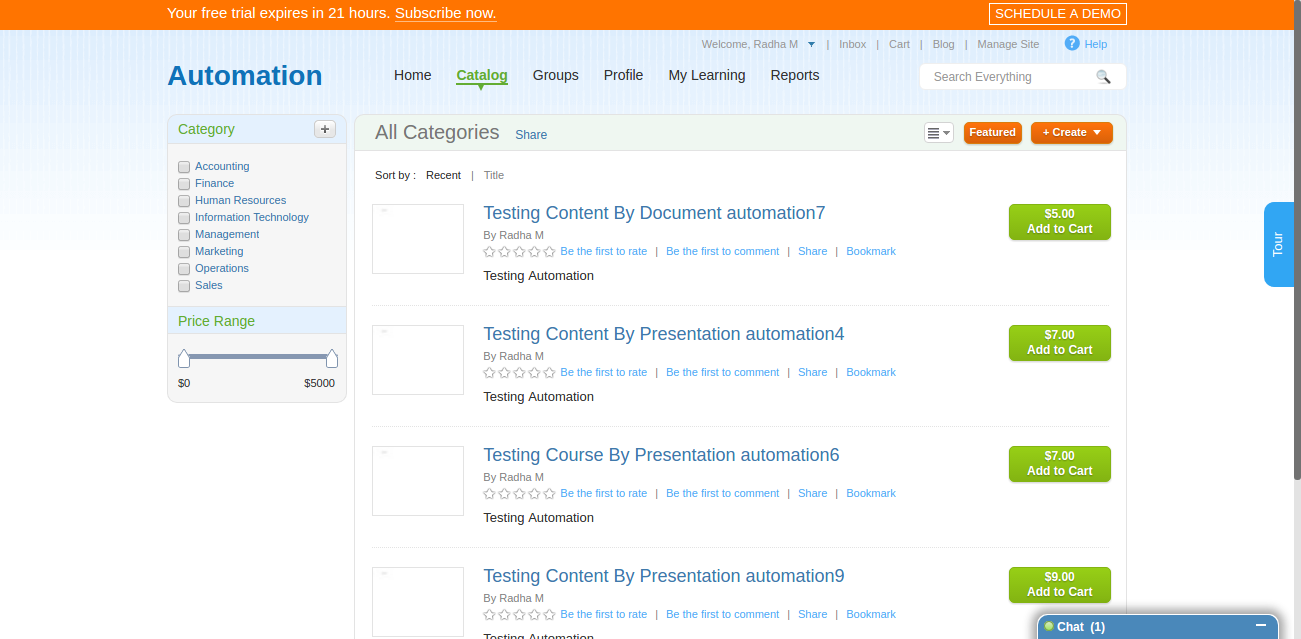 Your free trial expires in 21 hours. Subscribe now.
SCHEDULE A DEMO
Welcome, Radha M | Inbox | Cart | Blog | Manage Site ? Help
Automation
Home Catalog Groups Profile My Learning Reports
Search Everything
Category +
Accounting
Finance
Human Resources
Information Technology
Management
Marketing
Operations
Sales
Price Range
$0 $5000
All Categories Share
Featured + Create
Sort by : Recent | Title
Testing Content By Document automation7
By Radha M
Be the first to rate | Be the first to comment | Share | Bookmark
Testing Automation
$5.00
Add to Cart
Testing Content By Presentation automation4
By Radha M
Be the first to rate | Be the first to comment | Share | Bookmark
Testing Automation
$7.00
Add to Cart
Testing Course By Presentation automation6
By Radha M
Be the first to rate | Be the first to comment | Share | Bookmark
Testing Automation
$7.00
Add to Cart
Testing Content By Presentation automation9
By Radha M
Be the first to rate | Be the first to comment | Share | Bookmark
Testing Automation
$9.00
Add to Cart
Tour
Chat (1)